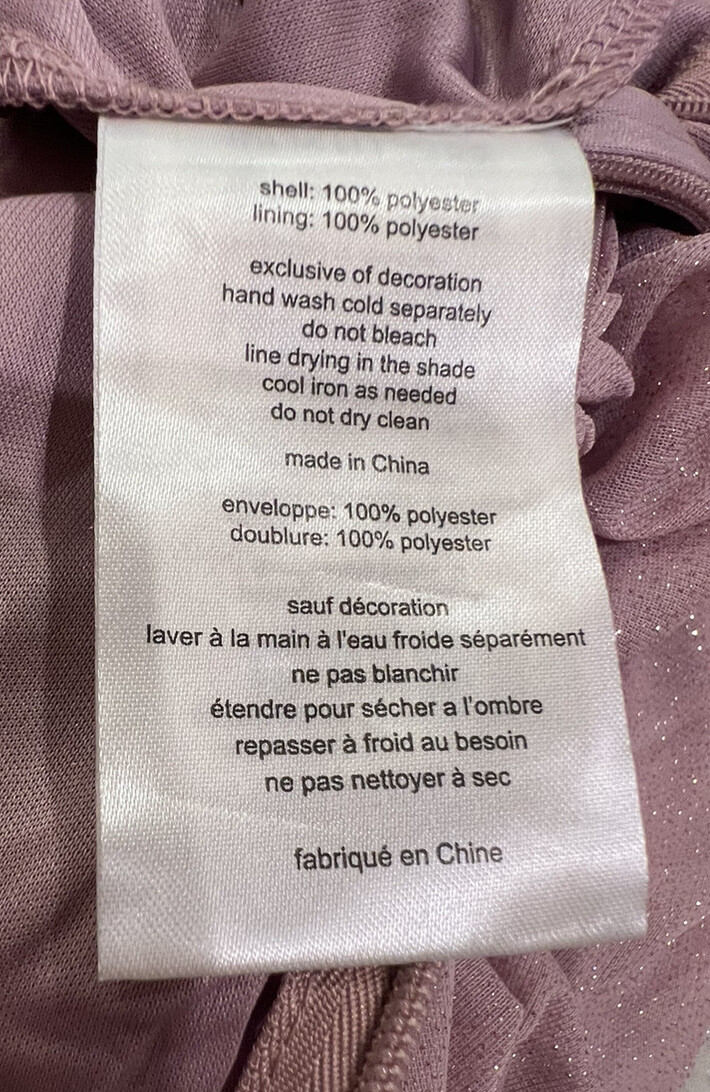 shell: 100% polyester
lining: 100% polyester
exclusive of decoration
hand wash cold separately
do not bleach
line drying in the shade
cool iron as needed
do not dry clean
made in China
enveloppe: 100% polyester
doublure: 100% polyester
sauf décoration
laver à la main à l'eau froide séparément
ne pas blanchir
étendre pour sécher a l'ombre
repasser à froid au besoin
ne pas nettoyer à sec
fabriqué en Chine